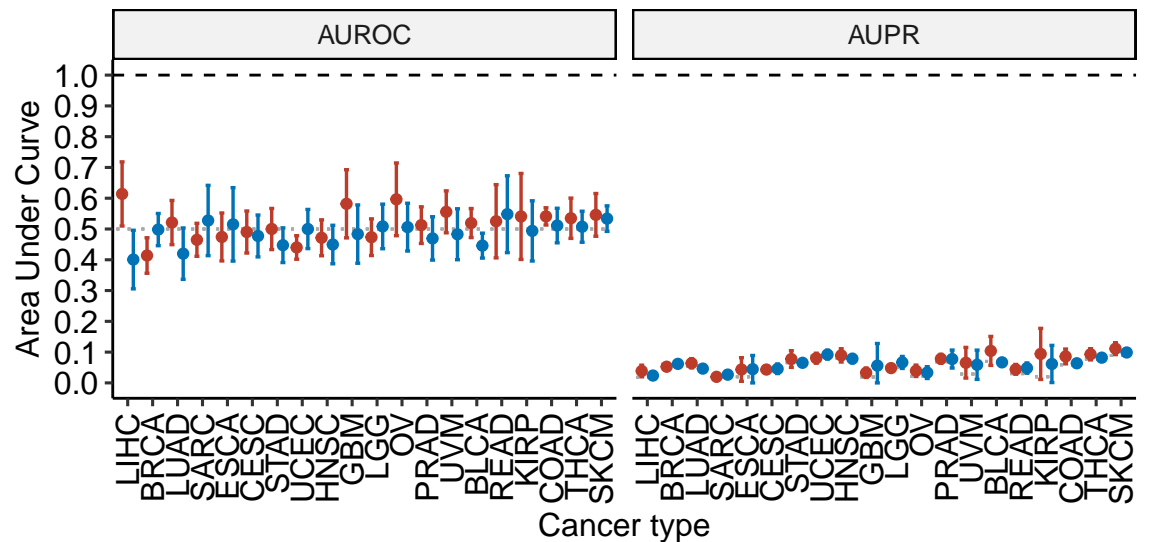 AUROC
AUPR
Area Under Curve
1.0
0.9
0.8
0.7
0.6
0.5
0.4
0.3
0.2
0.1
0.0
LIHC
BRCA
LUAD
SARC
ESCA
CESC
STAD
UCEC
HNSC
GBM
LGG
OV
PRAD
UVM
BLCA
READ
KIRP
COAD
THCA
SKCM
LIHC
BRCA
LUAD
SARC
ESCA
CESC
STAD
UCEC
HNSC
GBM
LGG
OV
PRAD
UVM
BLCA
READ
KIRP
COAD
THCA
SKCM
Cancer type